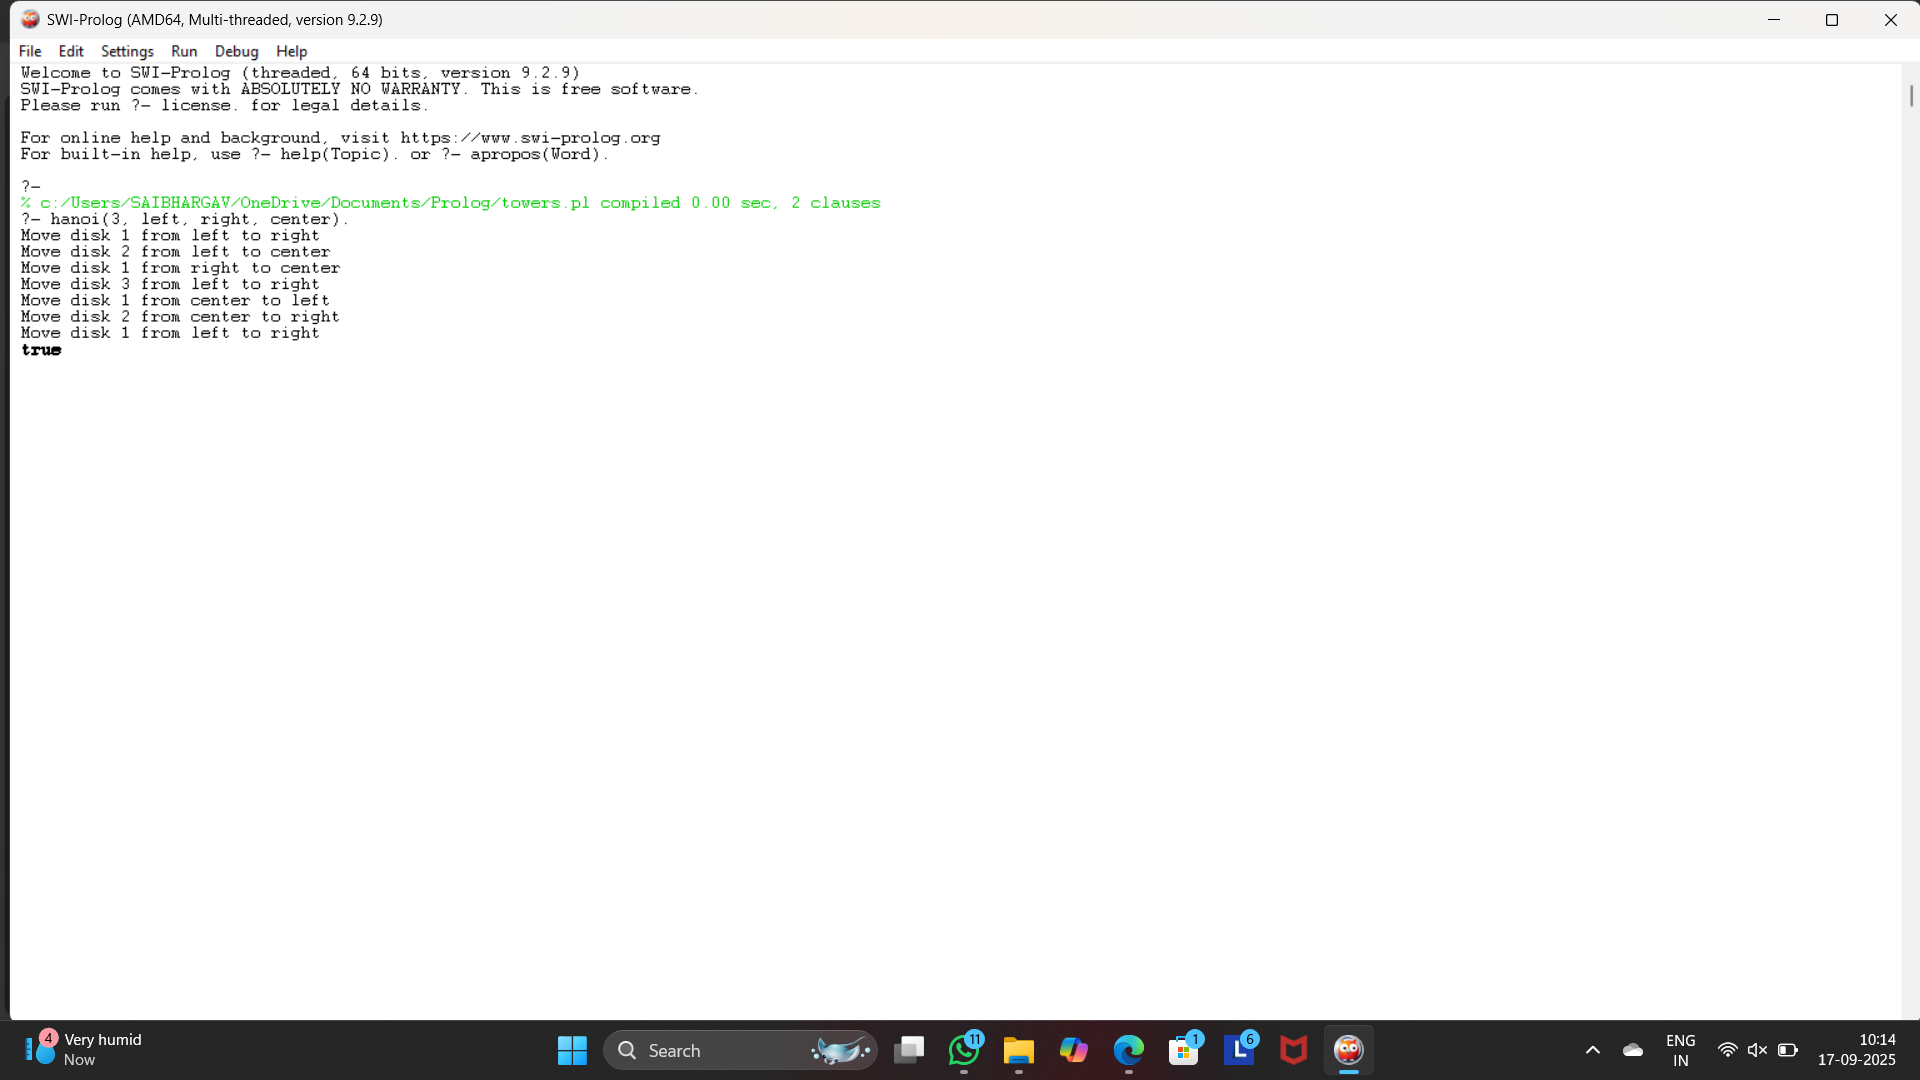 SWI-Prolog (AMD64, Multi-threaded, version 9.2.9)
File Edit Settings Run Debug Help
Welcome to SWI-Prolog (threaded, 64 bits, version 9.2.9)
SWI-Prolog comes with ABSOLUTELY NO WARRANTY. This is free software.
Please run ?- license. for legal details.
For online help and background, visit https://www.swi-prolog.org
For built-in help, use ?- help(Topic). or ?- apropos(Word).
?-
% c:/Users/SAIBHARGAV/OneDrive/Documents/Prolog/towers.pl compiled 0.00 sec, 2 clauses
?- hanoi(3, left, right, center).
Move disk 1 from left to right
Move disk 2 from left to center
Move disk 1 from right to center
Move disk 3 from left to right
Move disk 1 from center to left
Move disk 2 from center to right
Move disk 1 from left to right
true
4 Very humid
Now
Search
11
1
L 6
ENG
IN
10:14
17-09-2025